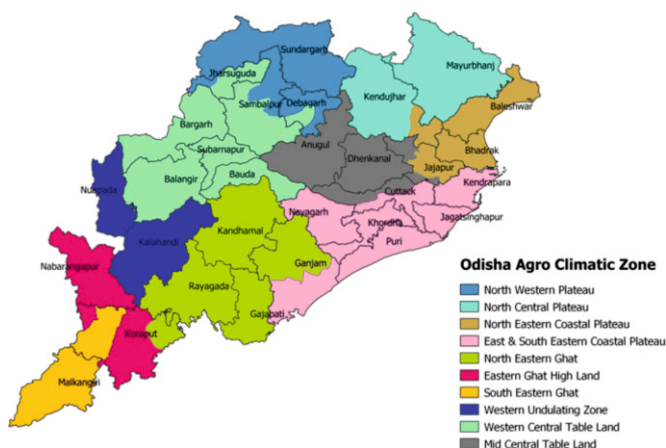 Sundargarh
Jharsuguda
Mayurbhanj
Kendujhar
Sambalpur
Debagarh
Baleshwar
Bargarh
Anugul
Subarnapur
Bhadrak
Dhenkanal
Jajapur
Balangir
Bauda
Kendrapara
Nuapada
Cuttack
Nayagarh
Jagatsinghapur
Khordha
Kandhamal
Kalahandi
Puri
Ganjam
Nabarangapur
Rayagada
Gajabati
Koraput
Malkangiri
Odisha Agro Climatic Zone
North Western Plateau
North Central Plateau
North Eastern Coastal Plateau
East & South Eastern Coastal Plateau
North Eastern Ghat
Eastern Ghat High Land
South Eastern Ghat
Western Undulating Zone
Western Central Table Land
Mid Central Table Land